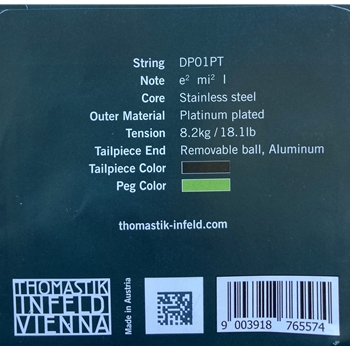 String DP01PT
Note e² mi² I
Core Stainless steel
Outer Material Platinum plated
Tension 8.2kg / 18.1lb
Tailpiece End Removable ball, Aluminum
Tailpiece Color
Peg Color
thomastik-infeld.com
THOMASTIK
INFELD
VIENNA
Made in Austria
9 003918 765574